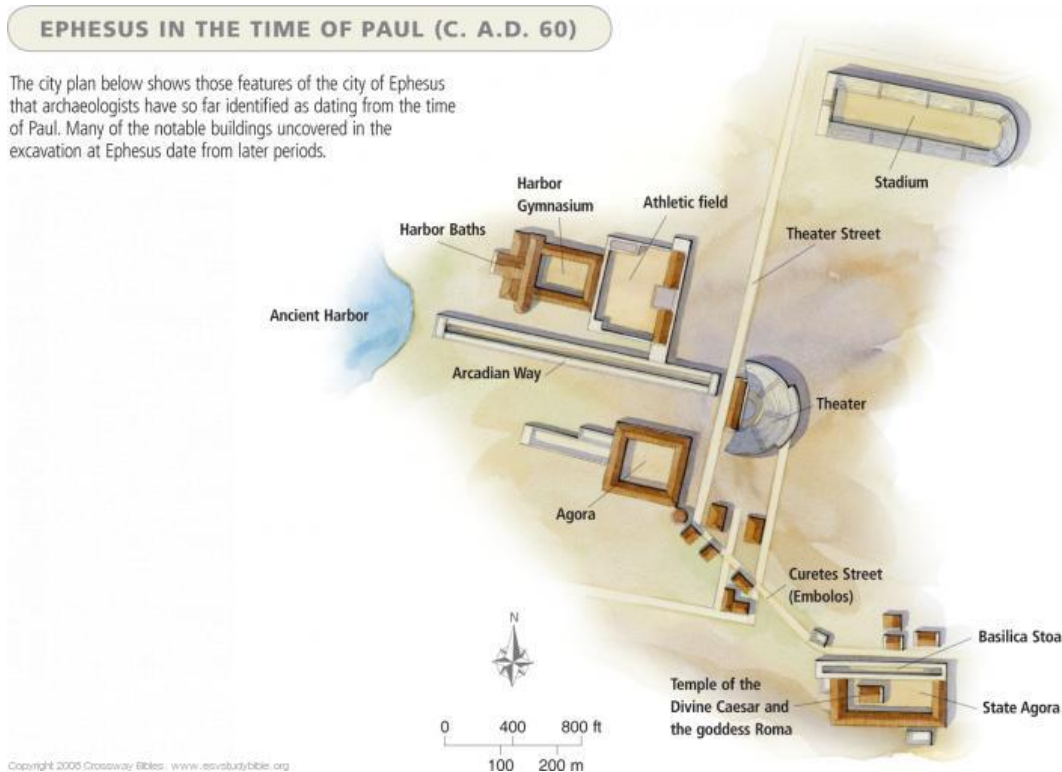 EPHESUS IN THE TIME OF PAUL (C. A.D. 60)
The city plan below shows those features of the city of Ephesus
that archaeologists have so far identified as dating from the time
of Paul. Many of the notable buildings uncovered in the
excavation at Ephesus date from later periods.
Stadium
Harbor
Gymnasium
Athletic field
Harbor Baths
Theater Street
Ancient Harbor
Arcadian Way
Theater
Agora
Curetes Street
(Embolos)
N
Basilica Stoa
Temple of the
Divine Caesar and
the goddess Roma
State Agora
0 400 800 ft
100 200 m
Copyright 2008 Crossway Bibles www.esvstudybible.org